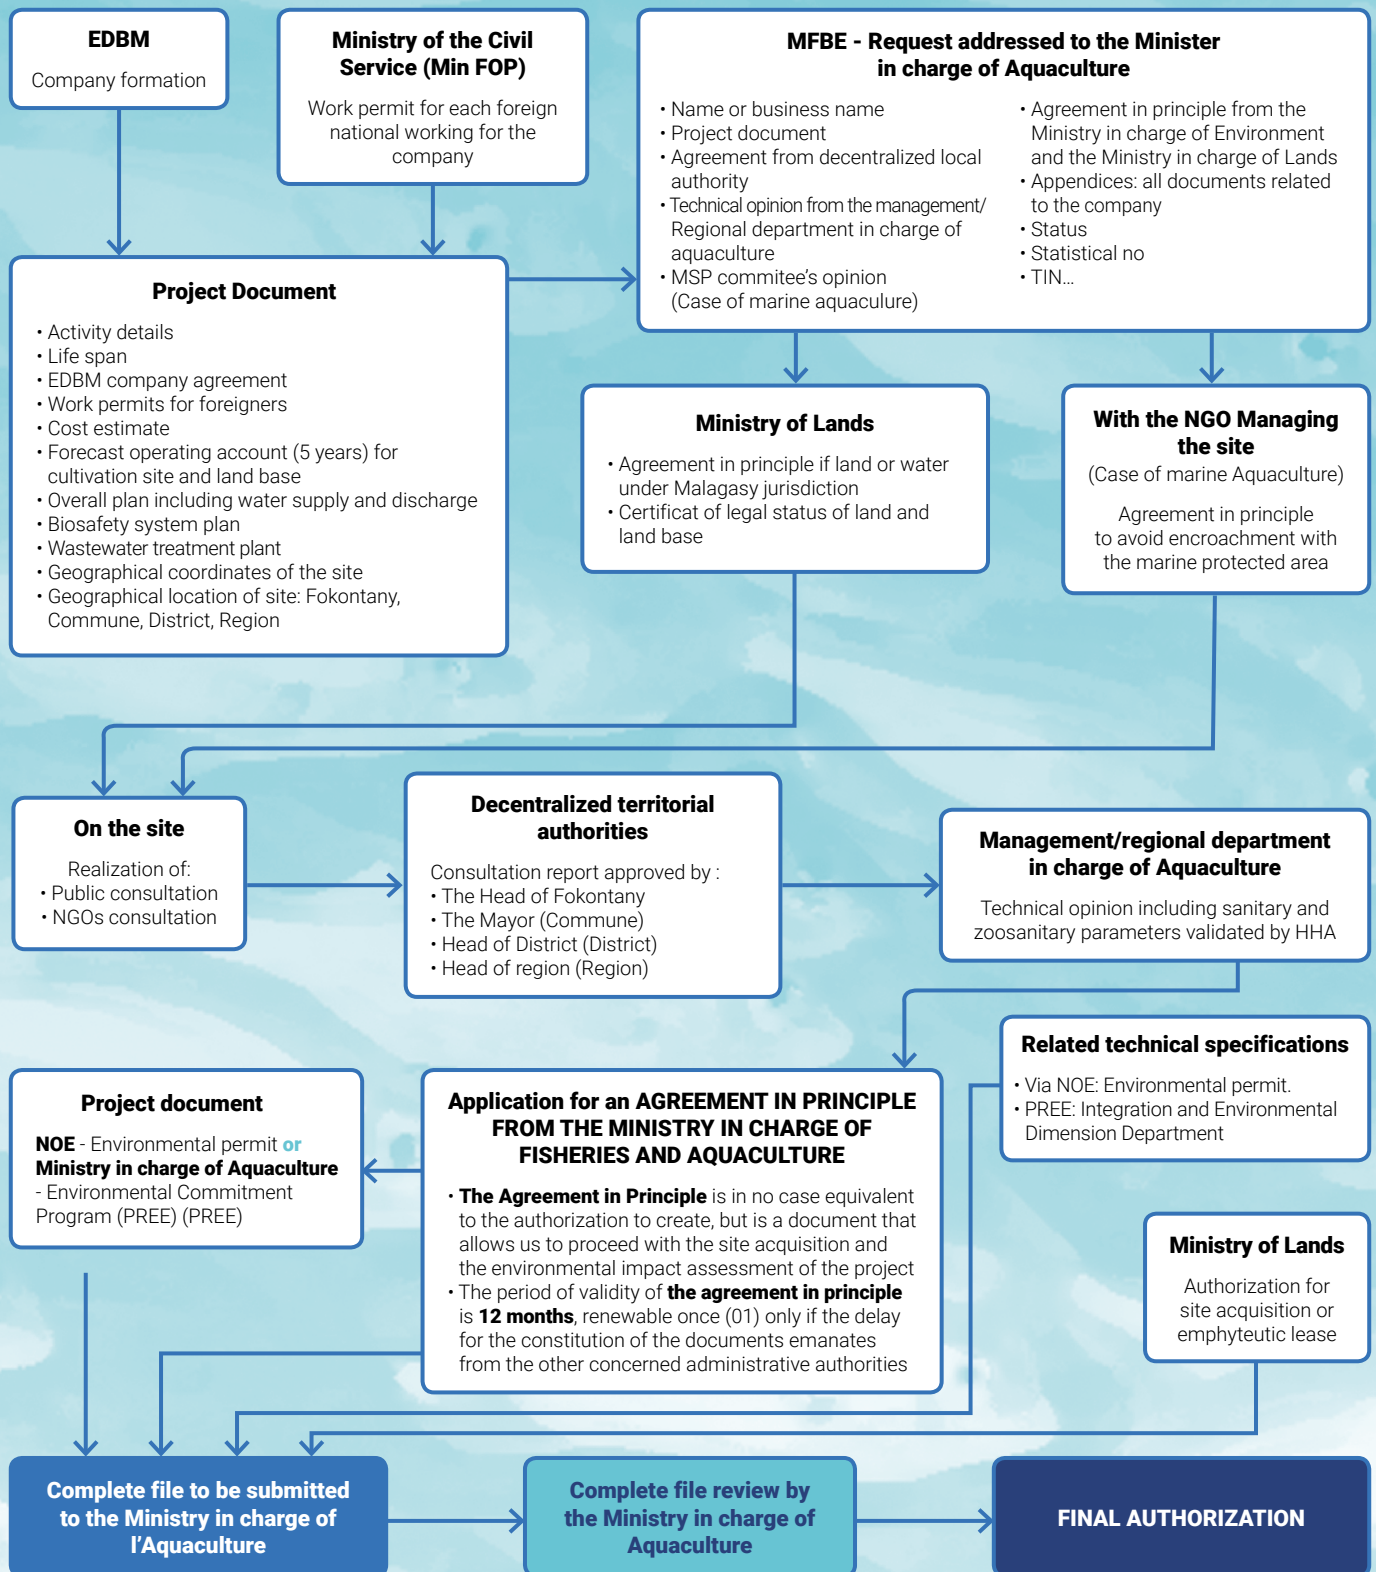 EDBM
Company formation
Ministry of the Civil
Service (Min FOP)
Work permit for each foreign
national working for the
company
MFBE - Request addressed to the Minister
in charge of Aquaculture
• Name or business name
• Project document
• Agreement from decentralized local
authority
• Technical opinion from the management/
Regional department in charge of
aquaculture
• MSP commitee's opinion
(Case of marine aquaculure)
• Agreement in principle from the
Ministry in charge of Environment
and the Ministry in charge of Lands
• Appendices: all documents related
to the company
• Status
• Statistical no
• TIN...
Project Document
• Activity details
• Life span
• EDBM company agreement
• Work permits for foreigners
• Cost estimate
• Forecast operating account (5 years) for
cultivation site and land base
• Overall plan including water supply and discharge
• Biosafety system plan
• Wastewater treatment plant
• Geographical coordinates of the site
• Geographical location of site: Fokontany,
Commune, District, Region
Ministry of Lands
• Agreement in principle if land or water
under Malagasy jurisdiction
• Certificat of legal status of land and
land base
With the NGO Managing
the site
(Case of marine Aquaculture)
Agreement in principle
to avoid encroachment with
the marine protected area
On the site
Realization of:
• Public consultation
• NGOs consultation
Decentralized territorial
authorities
Consultation report approved by :
• The Head of Fokontany
• The Mayor (Commune)
• Head of District (District)
• Head of region (Region)
Management/regional department
in charge of Aquaculture
Technical opinion including sanitary and
zoosanitary parameters validated by HHA
Related technical specifications
• Via NOE: Environmental permit.
• PREE: Integration and Environmental
Dimension Department
Project document
NOE - Environmental permit or
Ministry in charge of Aquaculture
- Environmental Commitment
Program (PREE) (PREE)
Application for an AGREEMENT IN PRINCIPLE
FROM THE MINISTRY IN CHARGE OF
FISHERIES AND AQUACULTURE
• The Agreement in Principle is in no case equivalent
to the authorization to create, but is a document that
allows us to proceed with the site acquisition and
the environmental impact assessment of the project
• The period of validity of the agreement in principle
is 12 months, renewable once (01) only if the delay
for the constitution of the documents emanates
from the other concerned administrative authorities
Ministry of Lands
Authorization for
site acquisition or
emphyteutic lease
Complete file to be submitted
to the Ministry in charge of
l'Aquaculture
Complete file review by
the Ministry in charge of
Aquaculture
FINAL AUTHORIZATION